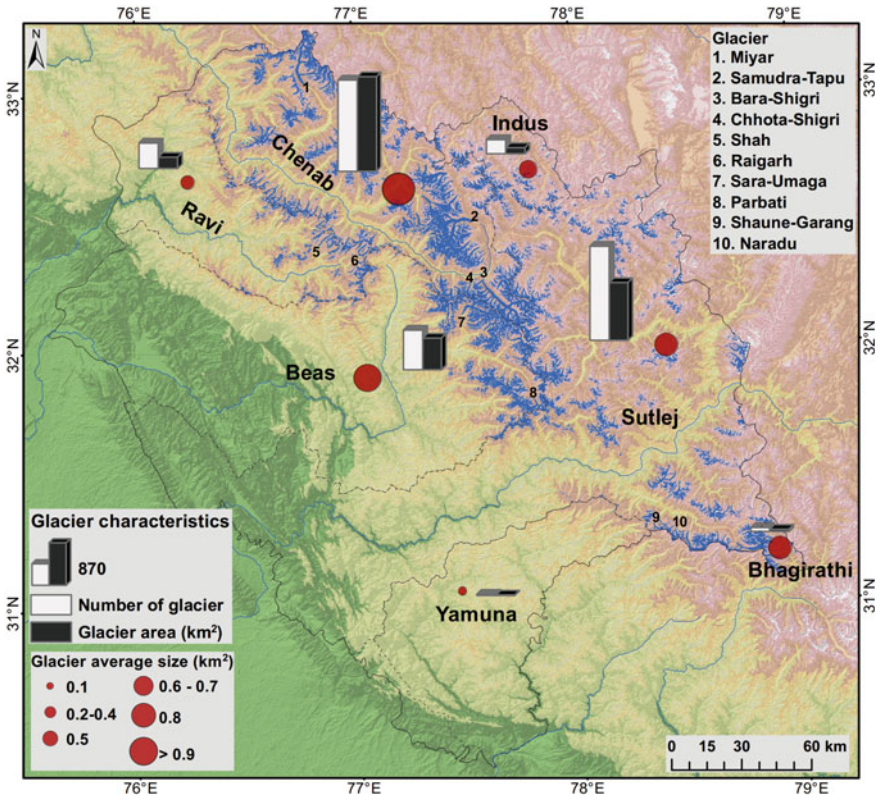 76°E 77°E 78°E 79°E
N
33°N
32°N
31°N
33°N
32°N
31°N
Glacier
1. Miyar
2. Samudra-Tapu
3. Bara-Shigri
4. Chhota-Shigri
5. Shah
6. Raigarh
7. Sara-Umaga
8. Parbati
9. Shaune-Garang
10. Naradu
1
Indus
Chenab
Ravi
2
5
6
4
3
7
Beas
8
Sutlej
9
10
Bhagirathi
Yamuna
Glacier characteristics
870
Number of glacier
Glacier area (km²)
Glacier average size (km²)
0.1
0.2-0.4
0.5
0.6 - 0.7
0.8
> 0.9
0 15 30 60 km
76°E 77°E 78°E 79°E